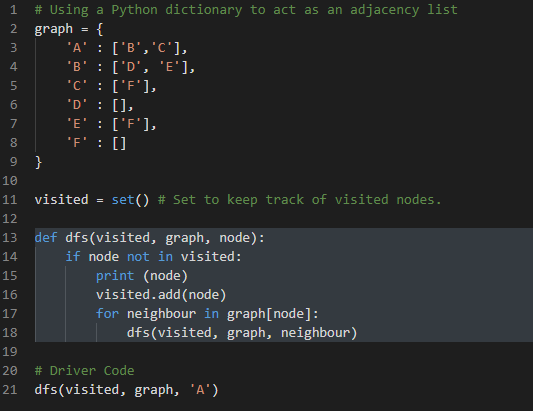 1 # Using a Python dictionary to act as an adjacency list
2 graph = {
3     'A' : ['B','C'],
4     'B' : ['D', 'E'],
5     'C' : ['F'],
6     'D' : [],
7     'E' : ['F'],
8     'F' : []
9 }
10
11 visited = set() # Set to keep track of visited nodes.
12
13 def dfs(visited, graph, node):
14     if node not in visited:
15         print (node)
16         visited.add(node)
17         for neighbour in graph[node]:
18             dfs(visited, graph, neighbour)
19
20 # Driver Code
21 dfs(visited, graph, 'A')